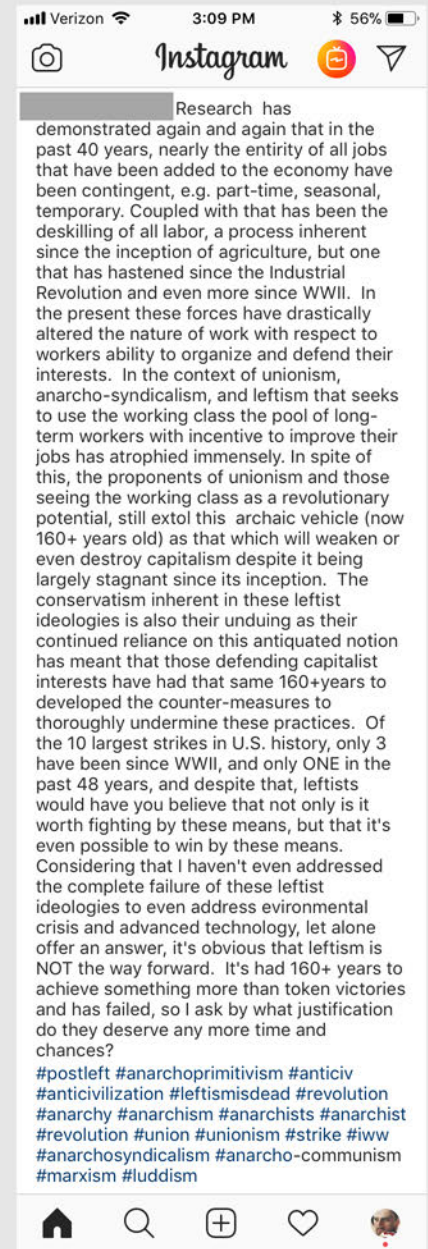 Verizon 3:09 PM 56%
Instagram
Research has
demonstrated again and again that in the
past 40 years, nearly the entirity of all jobs
that have been added to the economy have
been contingent, e.g. part-time, seasonal,
temporary. Coupled with that has been the
deskilling of all labor, a process inherent
since the inception of agriculture, but one
that has hastened since the Industrial
Revolution and even more since WWII. In
the present these forces have drastically
altered the nature of work with respect to
workers ability to organize and defend their
interests. In the context of unionism,
anarcho-syndicalism, and leftism that seeks
to use the working class the pool of long-
term workers with incentive to improve their
jobs has atrophied immensely. In spite of
this, the proponents of unionism and those
seeing the working class as a revolutionary
potential, still extol this archaic vehicle (now
160+ years old) as that which will weaken or
even destroy capitalism despite it being
largely stagnant since its inception. The
conservatism inherent in these leftist
ideologies is also their unduing as their
continued reliance on this antiquated notion
has meant that those defending capitalist
interests have had that same 160+years to
developed the counter-measures to
thoroughly undermine these practices. Of
the 10 largest strikes in U.S. history, only 3
have been since WWII, and only ONE in the
past 48 years, and despite that, leftists
would have you believe that not only is it
worth fighting by these means, but that it's
even possible to win by these means.
Considering that I haven't even addressed
the complete failure of these leftist
ideologies to even address evironmental
crisis and advanced technology, let alone
offer an answer, it's obvious that leftism is
NOT the way forward. It's had 160+ years to
achieve something more than token victories
and has failed, so I ask by what justification
do they deserve any more time and
chances?
#postleft #anarchoprimitivism #anticiv
#anticivilization #leftismisdead #revolution
#anarchy #anarchism #anarchists #anarchist
#revolution #union #unionism #strike #iww
#anarchosyndicalism #anarcho-communism
#marxism #luddism